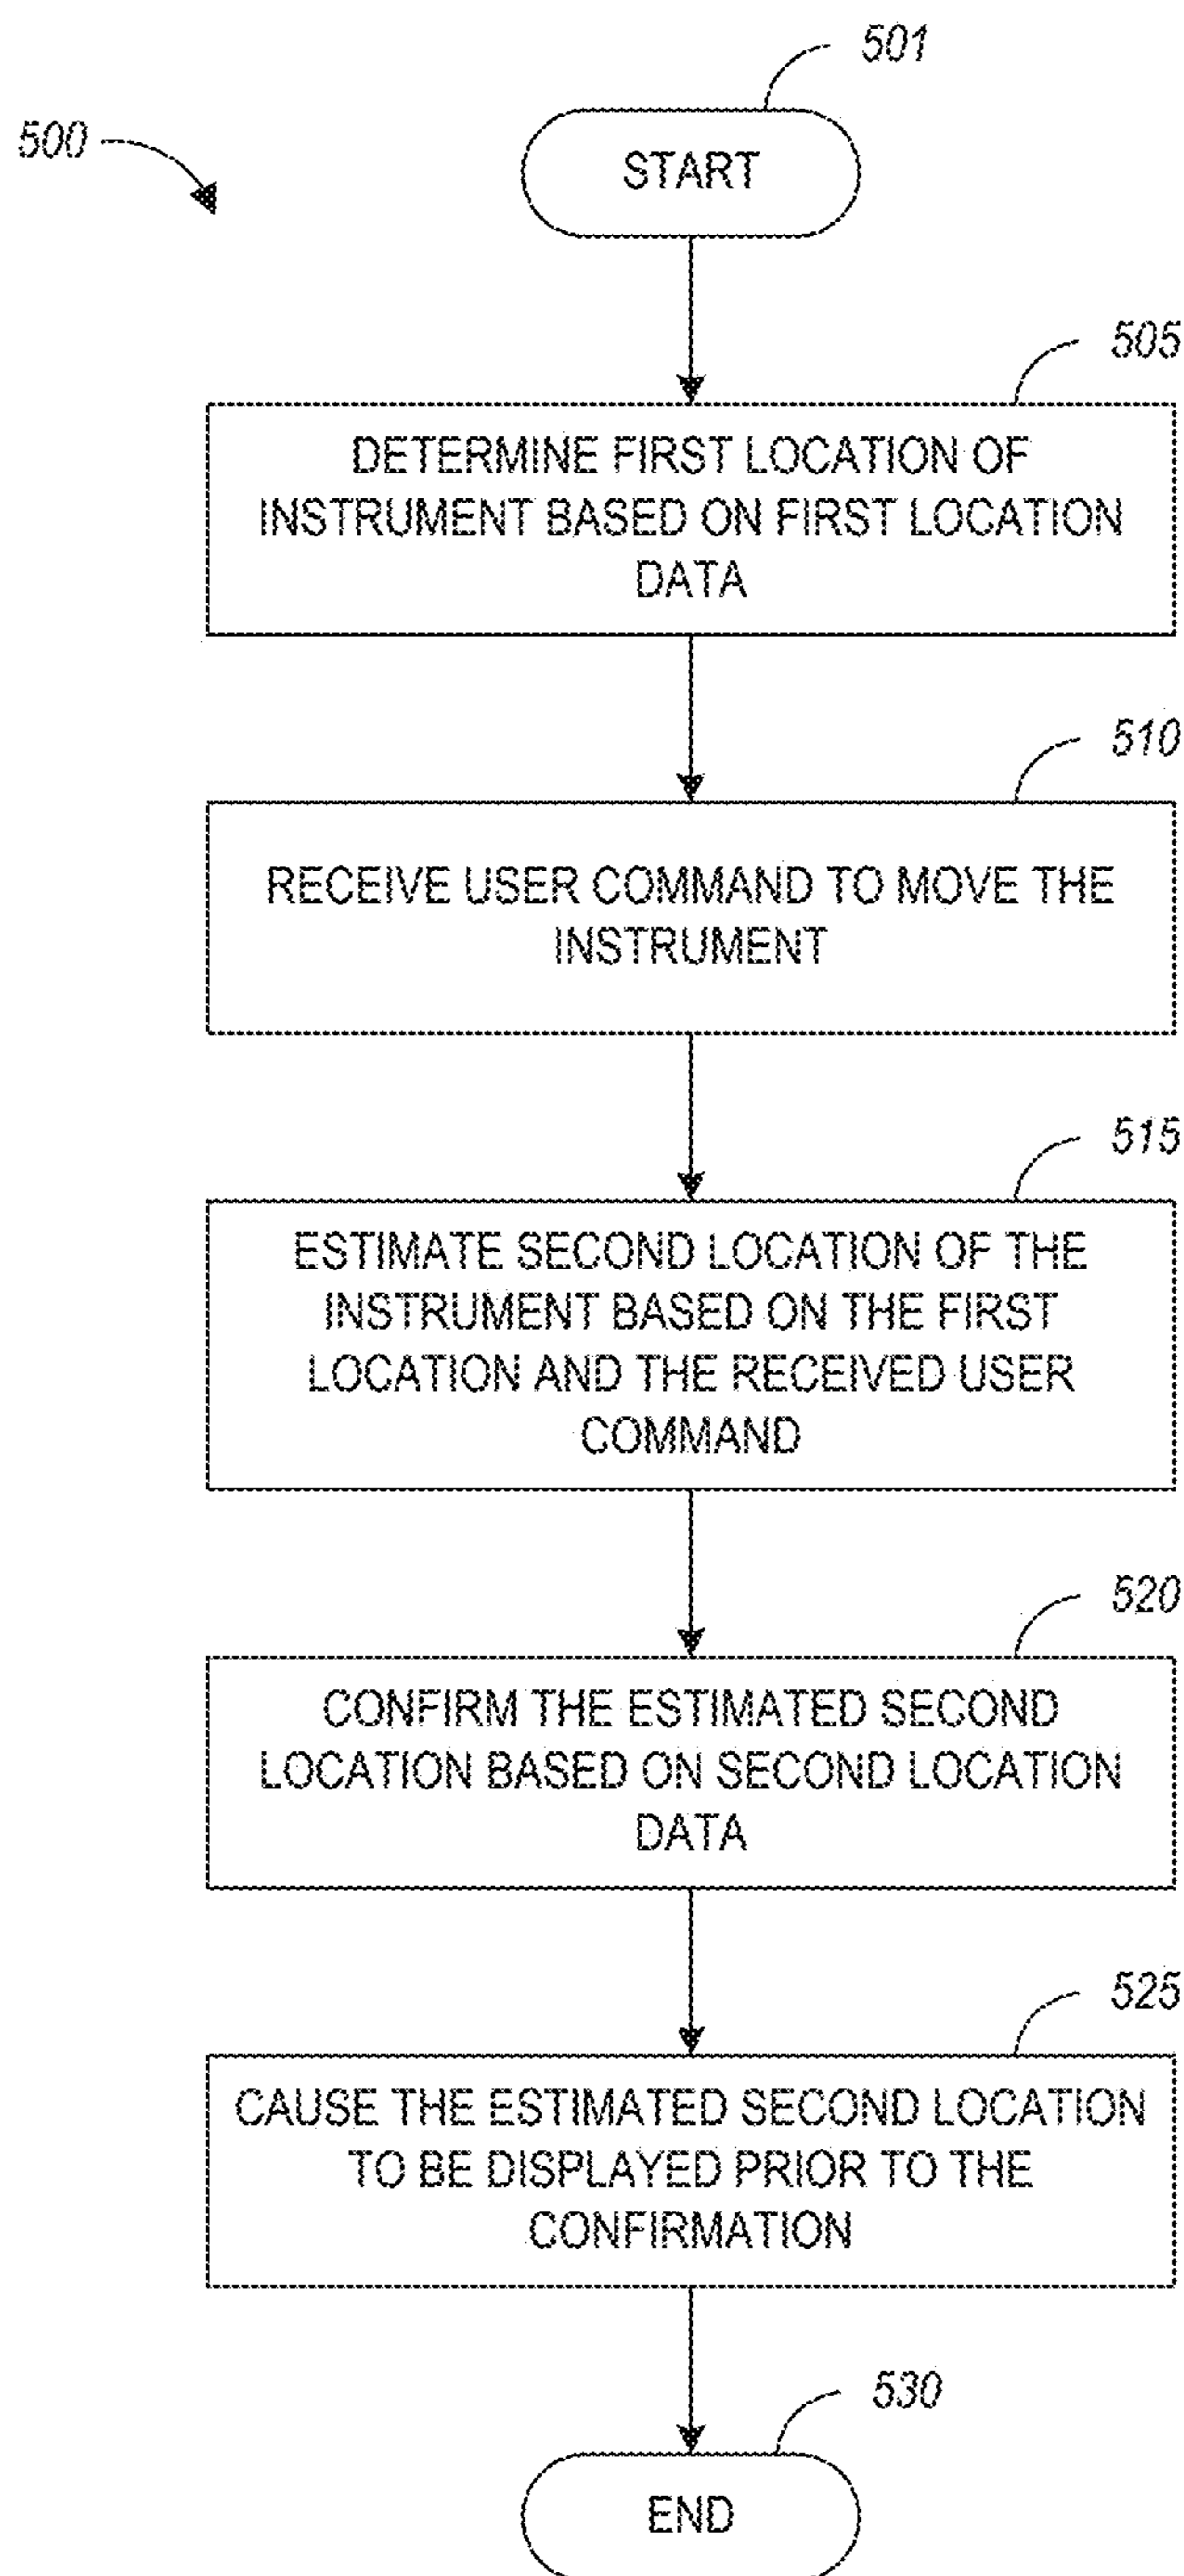 501
500
START
505
DETERMINE FIRST LOCATION OF
INSTRUMENT BASED ON FIRST LOCATION
DATA
510
RECEIVE USER COMMAND TO MOVE THE
INSTRUMENT
515
ESTIMATE SECOND LOCATION OF THE
INSTRUMENT BASED ON THE FIRST
LOCATION AND THE RECEIVED USER
COMMAND
520
CONFIRM THE ESTIMATED SECOND
LOCATION BASED ON SECOND LOCATION
DATA
525
CAUSE THE ESTIMATED SECOND LOCATION
TO BE DISPLAYED PRIOR TO THE
CONFIRMATION
530
END